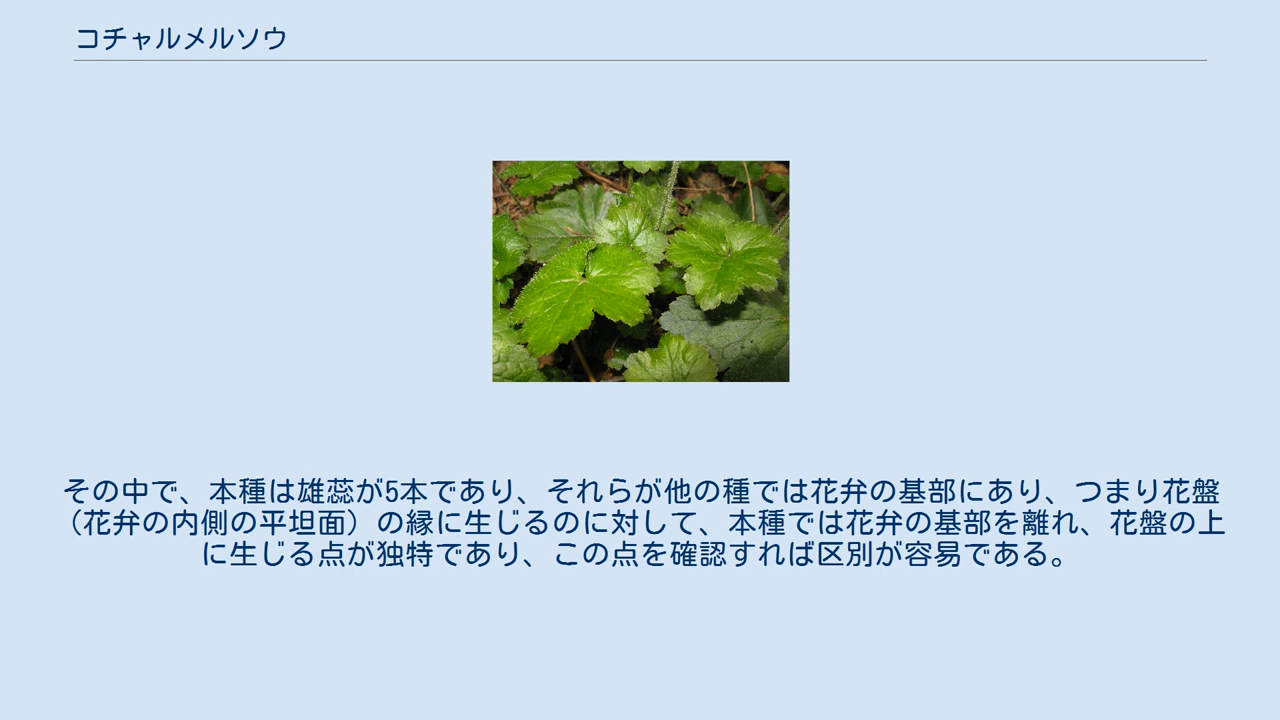 コチャルメルソウ
その中で、本種は雄蕊が5本であり、それらが他の種では花弁の基部にあり、つまり花盤
（花弁の内側の平坦面）の縁に生じるのに対して、本種では花弁の基部を離れ、花盤の上
に生じる点が独特であり、この点を確認すれば区別が容易である。